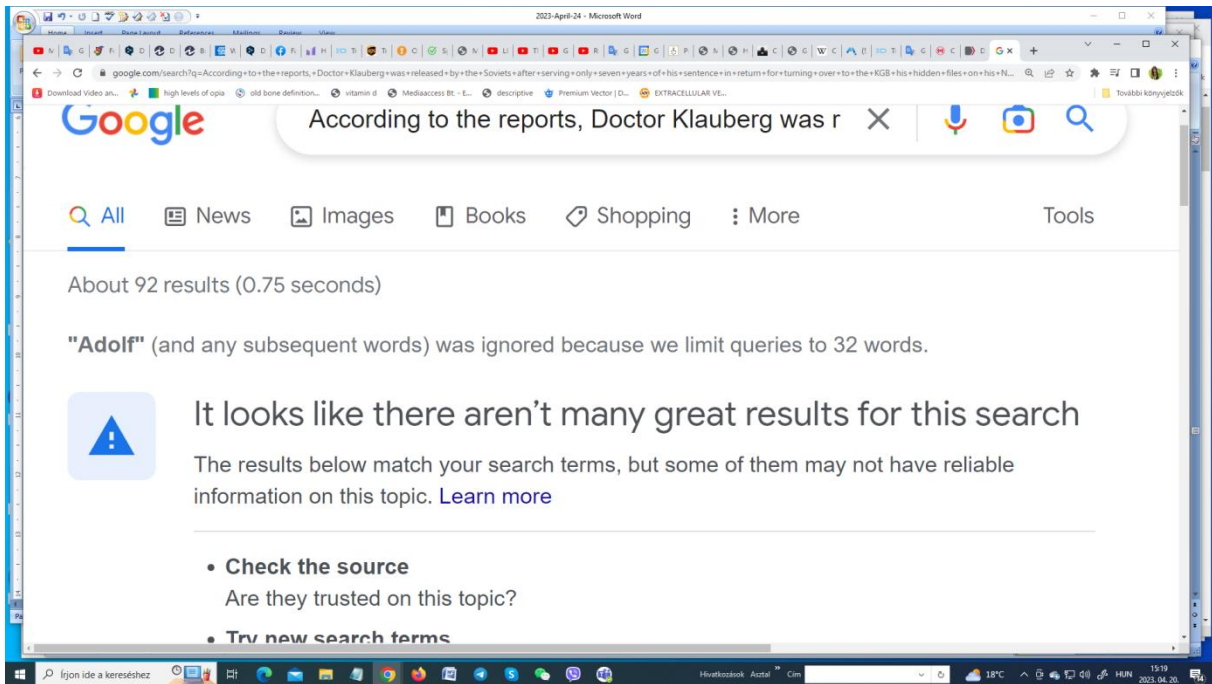 2023-April-24 - Microsoft Word
Home Insert Page Layout References Mailings Review View
google.com/search?q=According+to+the+reports,+Doctor+Klauberg+was+released+by+the+Soviets+after+serving+only+seven+years+of+his+sentence+in+return+for+turning+over+to+the+KGB+his+hidden+files+on+his+N...
Download Video an... high levels of opia old bone definition... vitamin d Mediaaccess Bt. - E... descriptive Premium Vector | D... EXTRACELLULAR VE... További könyvjelzők
Google According to the reports, Doctor Klauberg was r
All News Images Books Shopping More Tools
About 92 results (0.75 seconds)
"Adolf" (and any subsequent words) was ignored because we limit queries to 32 words.
It looks like there aren't many great results for this search
The results below match your search terms, but some of them may not have reliable
information on this topic. Learn more
• Check the source
Are they trusted on this topic?
• Try new search terms
Írjon ide a kereséshez Hivatkozások Asztal Cím 18°C HUN 15:19
2023. 04. 20.